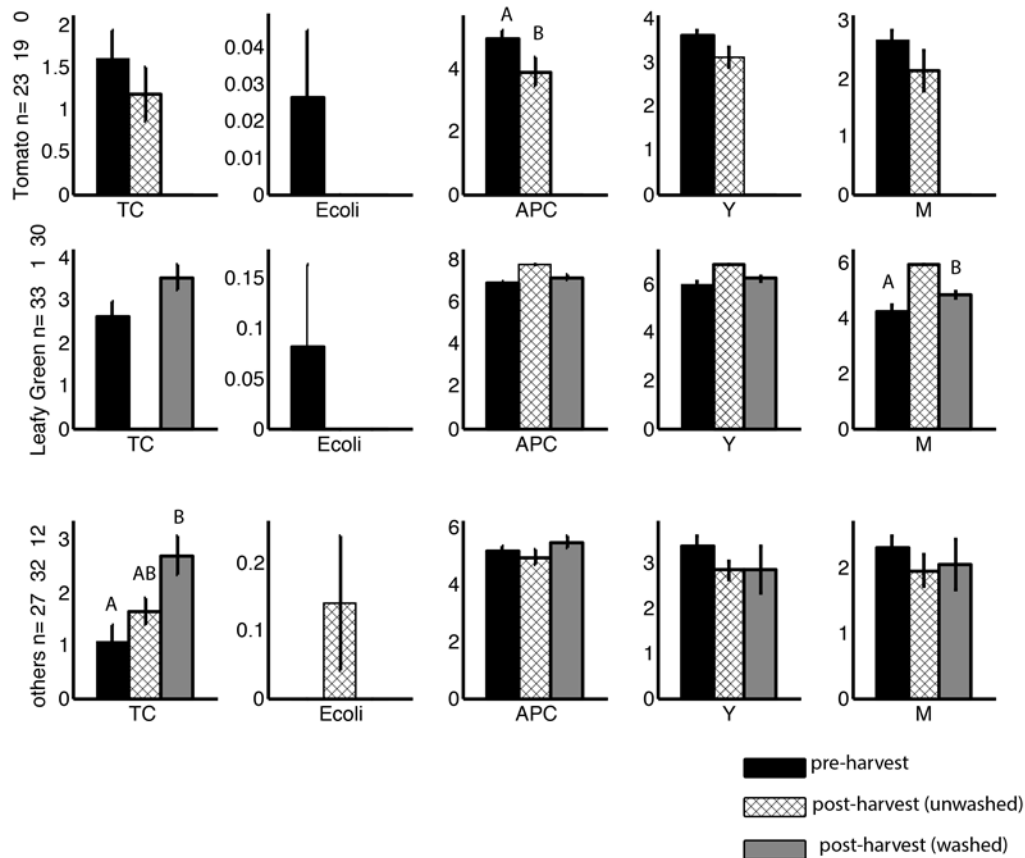 Tomato n= 23 19 0
2
1.5
1
0.5
0
TC
0.04
0.03
0.02
0.01
0
Ecoli
A
B
4
2
0
APC
4
3
2
1
0
Y
3
2
1
0
M
Leafy Green n= 33 1 30
4
3
2
1
0
TC
0.15
0.1
0.05
0
Ecoli
8
6
4
2
0
APC
6
4
2
0
Y
A
B
6
4
2
0
M
others n= 27 32 12
A
AB
B
3
2
1
0
TC
0.2
0.1
0
Ecoli
6
4
2
0
APC
3
2
1
0
Y
2
1
0
M
pre-harvest
post-harvest (unwashed)
post-harvest (washed)